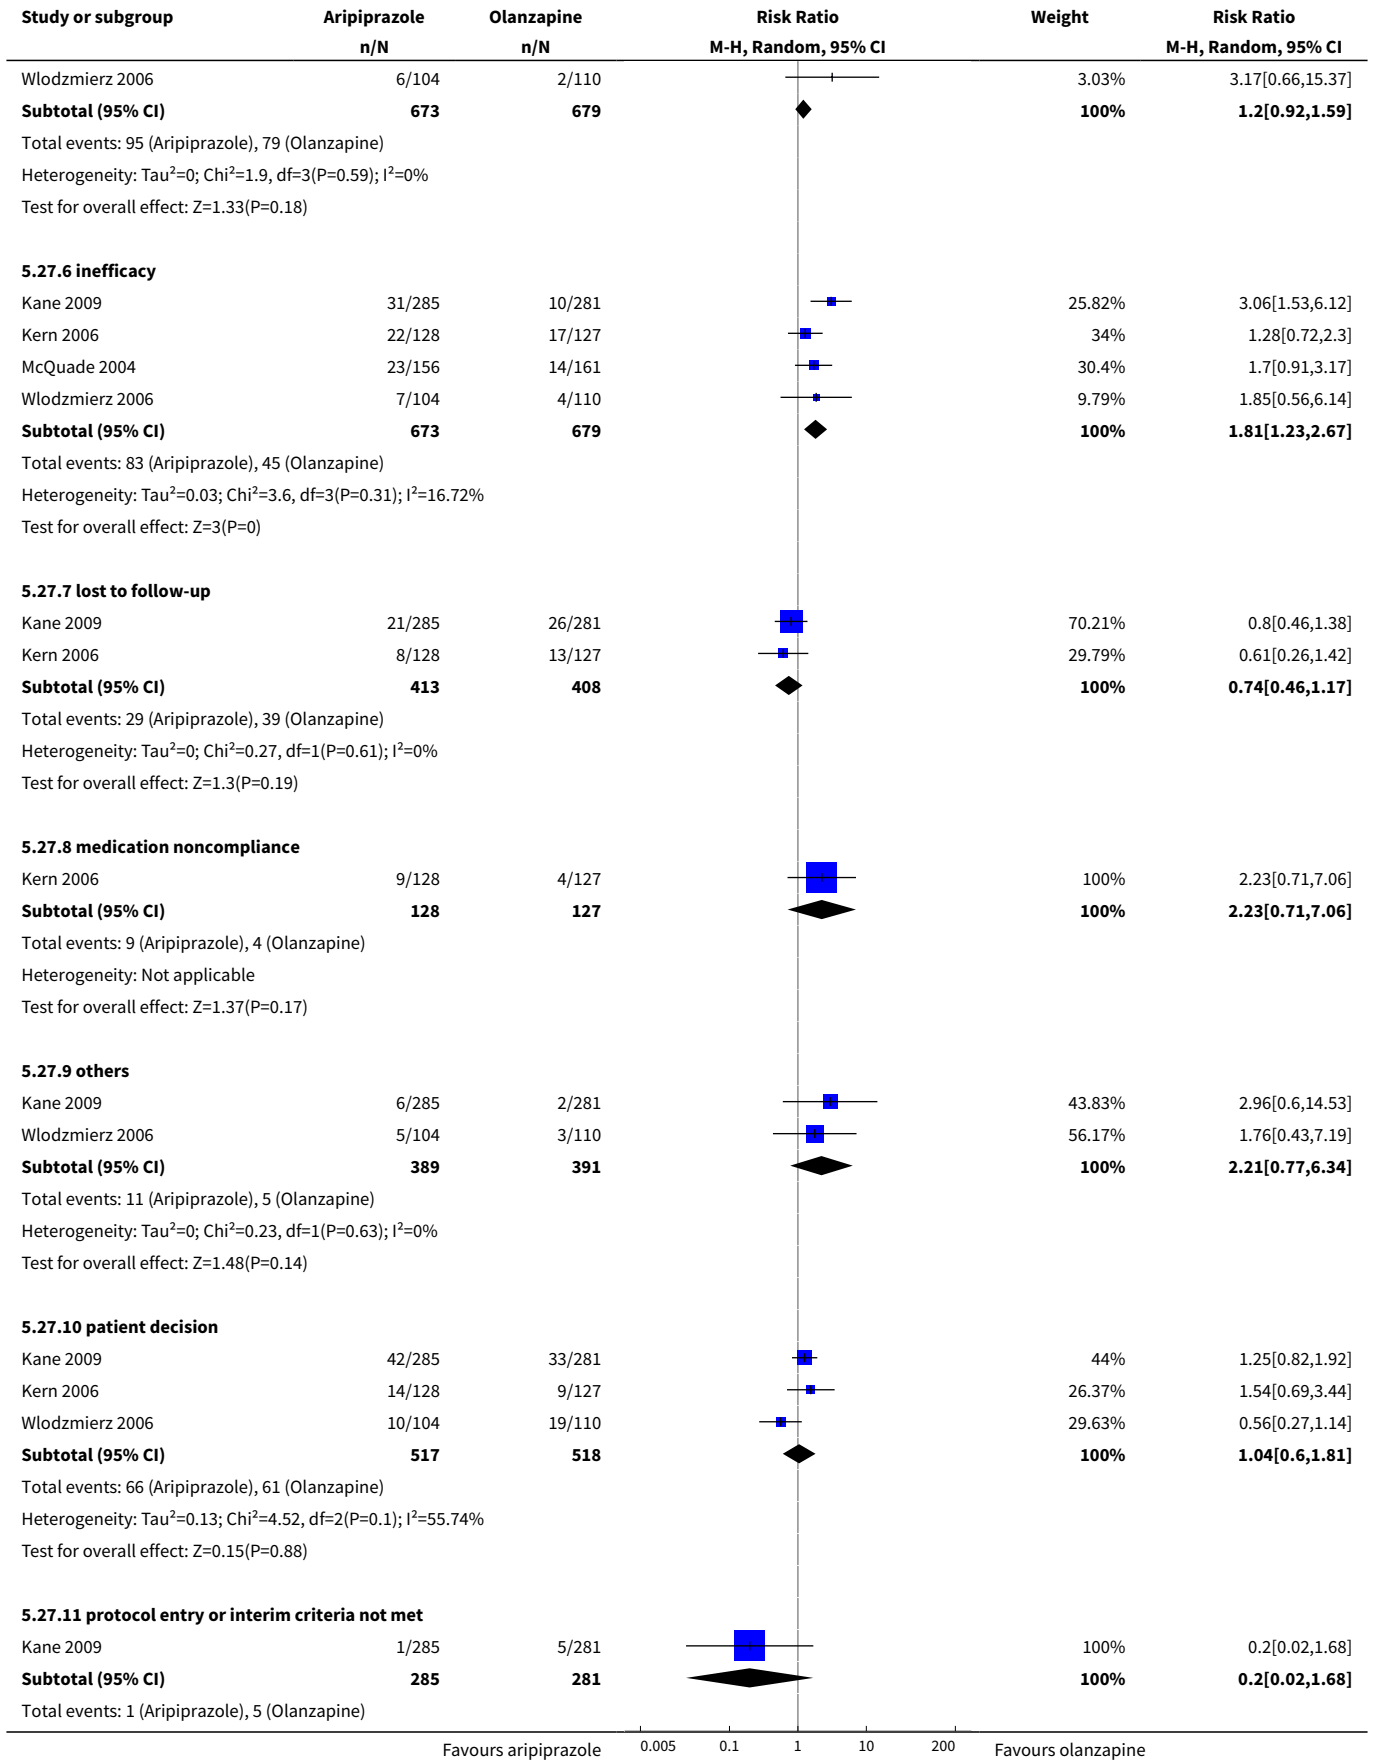 Study or subgroup Aripiprazole Olanzapine Risk Ratio Weight Risk Ratio
n/N n/N M-H, Random, 95% CI M-H, Random, 95% CI
Wlodzmierz 2006 6/104 2/110 3.03% 3.17[0.66,15.37]
Subtotal (95% CI) 673 679 100% 1.2[0.92,1.59]
Total events: 95 (Aripiprazole), 79 (Olanzapine)
Heterogeneity: Tau²=0; Chi²=1.9, df=3(P=0.59); I²=0%
Test for overall effect: Z=1.33(P=0.18)
5.27.6 inefficacy
Kane 2009 31/285 10/281 25.82% 3.06[1.53,6.12]
Kern 2006 22/128 17/127 34% 1.28[0.72,2.3]
McQuade 2004 23/156 14/161 30.4% 1.7[0.91,3.17]
Wlodzmierz 2006 7/104 4/110 9.79% 1.85[0.56,6.14]
Subtotal (95% CI) 673 679 100% 1.81[1.23,2.67]
Total events: 83 (Aripiprazole), 45 (Olanzapine)
Heterogeneity: Tau²=0.03; Chi²=3.6, df=3(P=0.31); I²=16.72%
Test for overall effect: Z=3(P=0)
5.27.7 lost to follow-up
Kane 2009 21/285 26/281 70.21% 0.8[0.46,1.38]
Kern 2006 8/128 13/127 29.79% 0.61[0.26,1.42]
Subtotal (95% CI) 413 408 100% 0.74[0.46,1.17]
Total events: 29 (Aripiprazole), 39 (Olanzapine)
Heterogeneity: Tau²=0; Chi²=0.27, df=1(P=0.61); I²=0%
Test for overall effect: Z=1.3(P=0.19)
5.27.8 medication noncompliance
Kern 2006 9/128 4/127 100% 2.23[0.71,7.06]
Subtotal (95% CI) 128 127 100% 2.23[0.71,7.06]
Total events: 9 (Aripiprazole), 4 (Olanzapine)
Heterogeneity: Not applicable
Test for overall effect: Z=1.37(P=0.17)
5.27.9 others
Kane 2009 6/285 2/281 43.83% 2.96[0.6,14.53]
Wlodzmierz 2006 5/104 3/110 56.17% 1.76[0.43,7.19]
Subtotal (95% CI) 389 391 100% 2.21[0.77,6.34]
Total events: 11 (Aripiprazole), 5 (Olanzapine)
Heterogeneity: Tau²=0; Chi²=0.23, df=1(P=0.63); I²=0%
Test for overall effect: Z=1.48(P=0.14)
5.27.10 patient decision
Kane 2009 42/285 33/281 44% 1.25[0.82,1.92]
Kern 2006 14/128 9/127 26.37% 1.54[0.69,3.44]
Wlodzmierz 2006 10/104 19/110 29.63% 0.56[0.27,1.14]
Subtotal (95% CI) 517 518 100% 1.04[0.6,1.81]
Total events: 66 (Aripiprazole), 61 (Olanzapine)
Heterogeneity: Tau²=0.13; Chi²=4.52, df=2(P=0.1); I²=55.74%
Test for overall effect: Z=0.15(P=0.88)
5.27.11 protocol entry or interim criteria not met
Kane 2009 1/285 5/281 100% 0.2[0.02,1.68]
Subtotal (95% CI) 285 281 100% 0.2[0.02,1.68]
Total events: 1 (Aripiprazole), 5 (Olanzapine)
Favours aripiprazole 0.005 0.1 1 10 200 Favours olanzapine